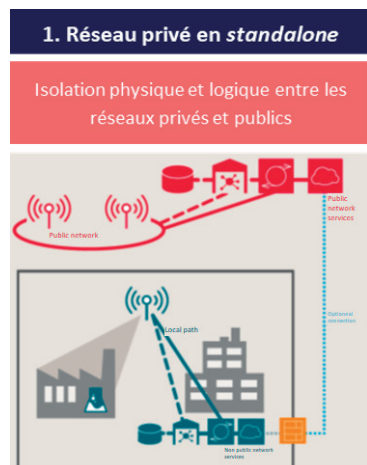 1. Réseau privé en standalone
Isolation physique et logique entre les
réseaux privés et publics
Public network
Public
network
services
Optionnal
connection
Local path
Non public network
services